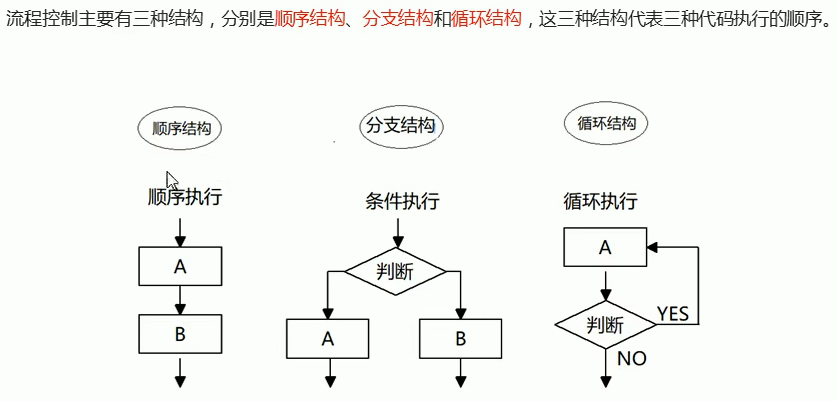 流程控制主要有三种结构，分别是顺序结构、分支结构和循环结构，这三种结构代表三种代码执行的顺序。
顺序结构
分支结构
循环结构
顺序执行
条件执行
循环执行
A
B
判断
A
B
A
判断
YES
NO